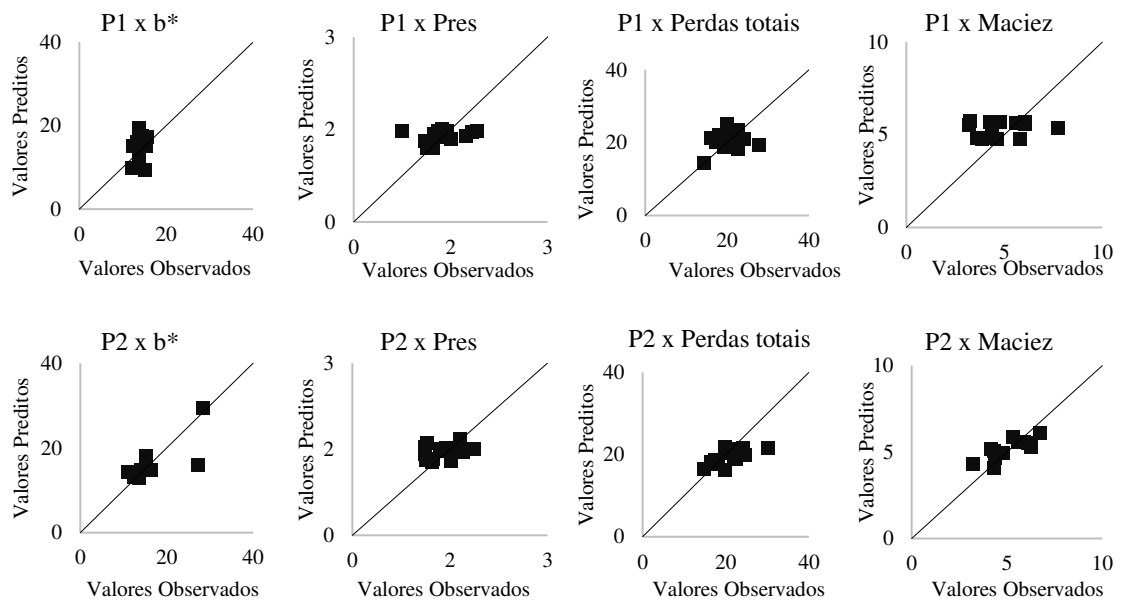 P1 x b*
40
20
0
0
20
40
Valores Preditos
Valores Observados
P1 x Pres
3
2
0
0
2
3
Valores Preditos
Valores Observados
P1 x Perdas totais
40
20
0
0
20
40
Valores Preditos
Valores Observados
P1 x Maciez
10
5
0
0
5
10
Valores Preditos
Valores Observados
P2 x b*
40
20
0
0
20
40
Valores Preditos
Valores Observados
P2 x Pres
3
2
0
0
2
3
Valores Preditos
Valores Observados
P2 x Perdas totais
40
20
0
0
20
40
Valores Preditos
Valores Observados
P2 x Maciez
10
5
0
0
5
10
Valores Preditos
Valores Observados